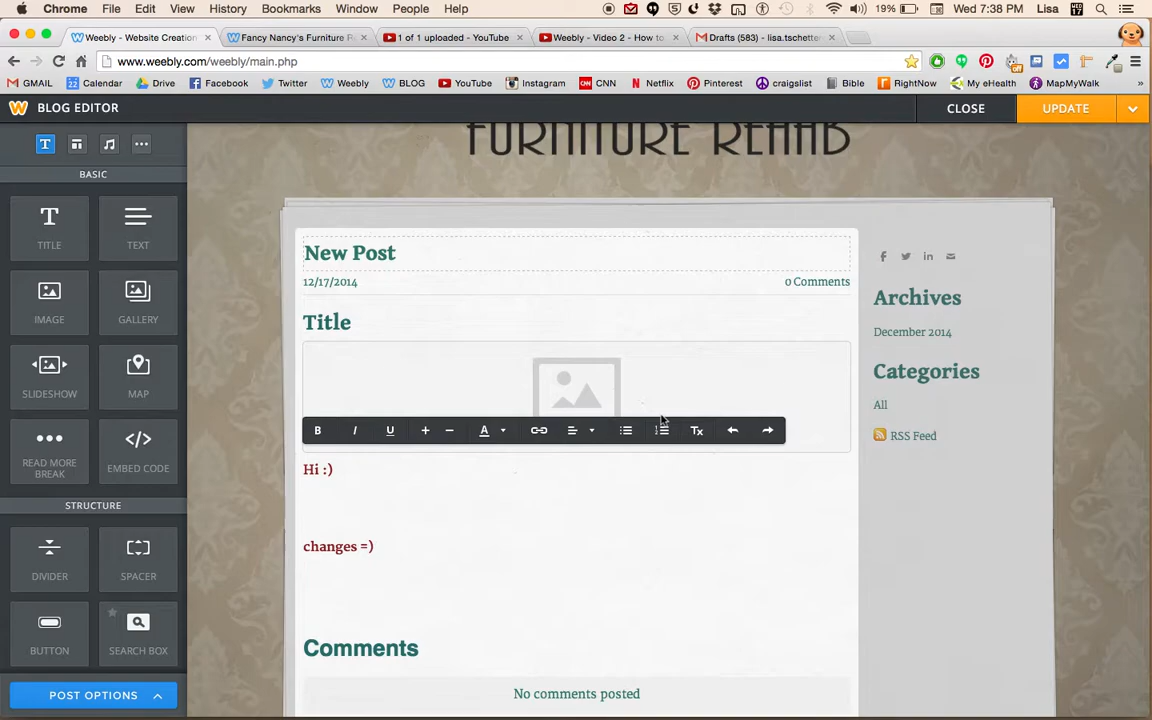 Chrome File Edit View History Bookmarks Window People Help 19% Wed 7:38 PM Lisa
Weebly - Website Creation Fancy Nancy's Furniture R 1 of 1 uploaded - YouTube Weebly - Video 2 - How to Drafts (583) - lisa.tschetter
www.weebly.com/weebly/main.php
GMAIL Calendar Drive Facebook Twitter Weebly BLOG YouTube Instagram CNN Netflix Pinterest craigslist Bible RightNow My eHealth MapMyWalk »
BLOG EDITOR CLOSE UPDATE
FURNITURE REHAB
BASIC
TITLE TEXT
IMAGE GALLERY
SLIDESHOW MAP
READ MORE BREAK EMBED CODE
STRUCTURE
DIVIDER SPACER
BUTTON SEARCH BOX
POST OPTIONS
New Post
12/17/2014 0 Comments
Title
B I U + − A Tx
Hi :)
changes =)
Comments
No comments posted
Archives
December 2014
Categories
All
RSS Feed